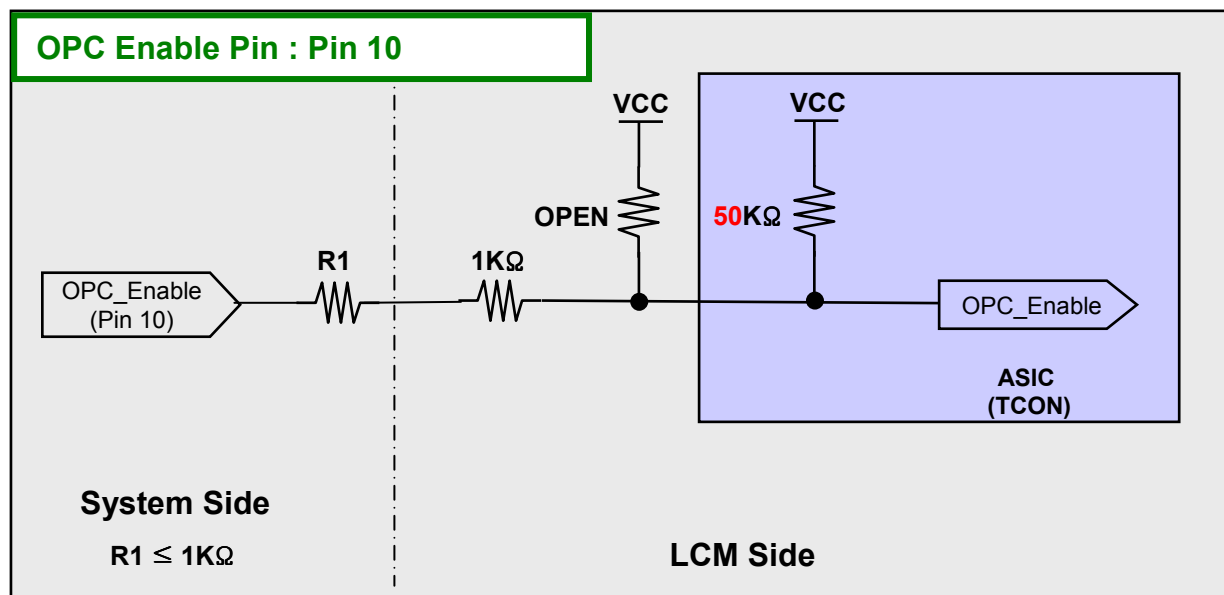 OPC Enable Pin : Pin 10
VCC
VCC
OPEN
50KΩ
R1
1KΩ
OPC_Enable
(Pin 10)
OPC_Enable
ASIC
(TCON)
System Side
R1 ≤ 1KΩ
LCM Side